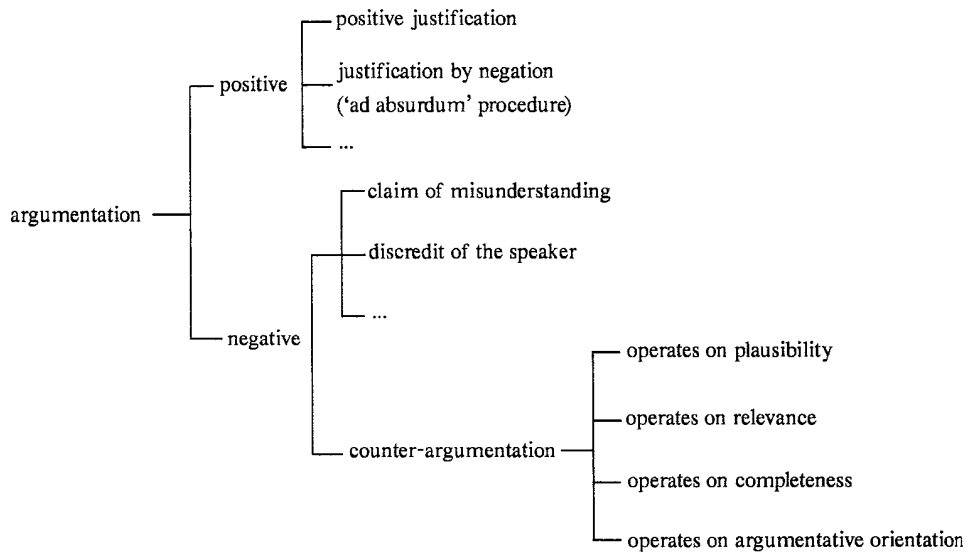 positive justification
positive
justification by negation
('ad absurdum' procedure)
...
claim of misunderstanding
argumentation
discredit of the speaker
...
negative
operates on plausibility
operates on relevance
counter-argumentation
operates on completeness
operates on argumentative orientation